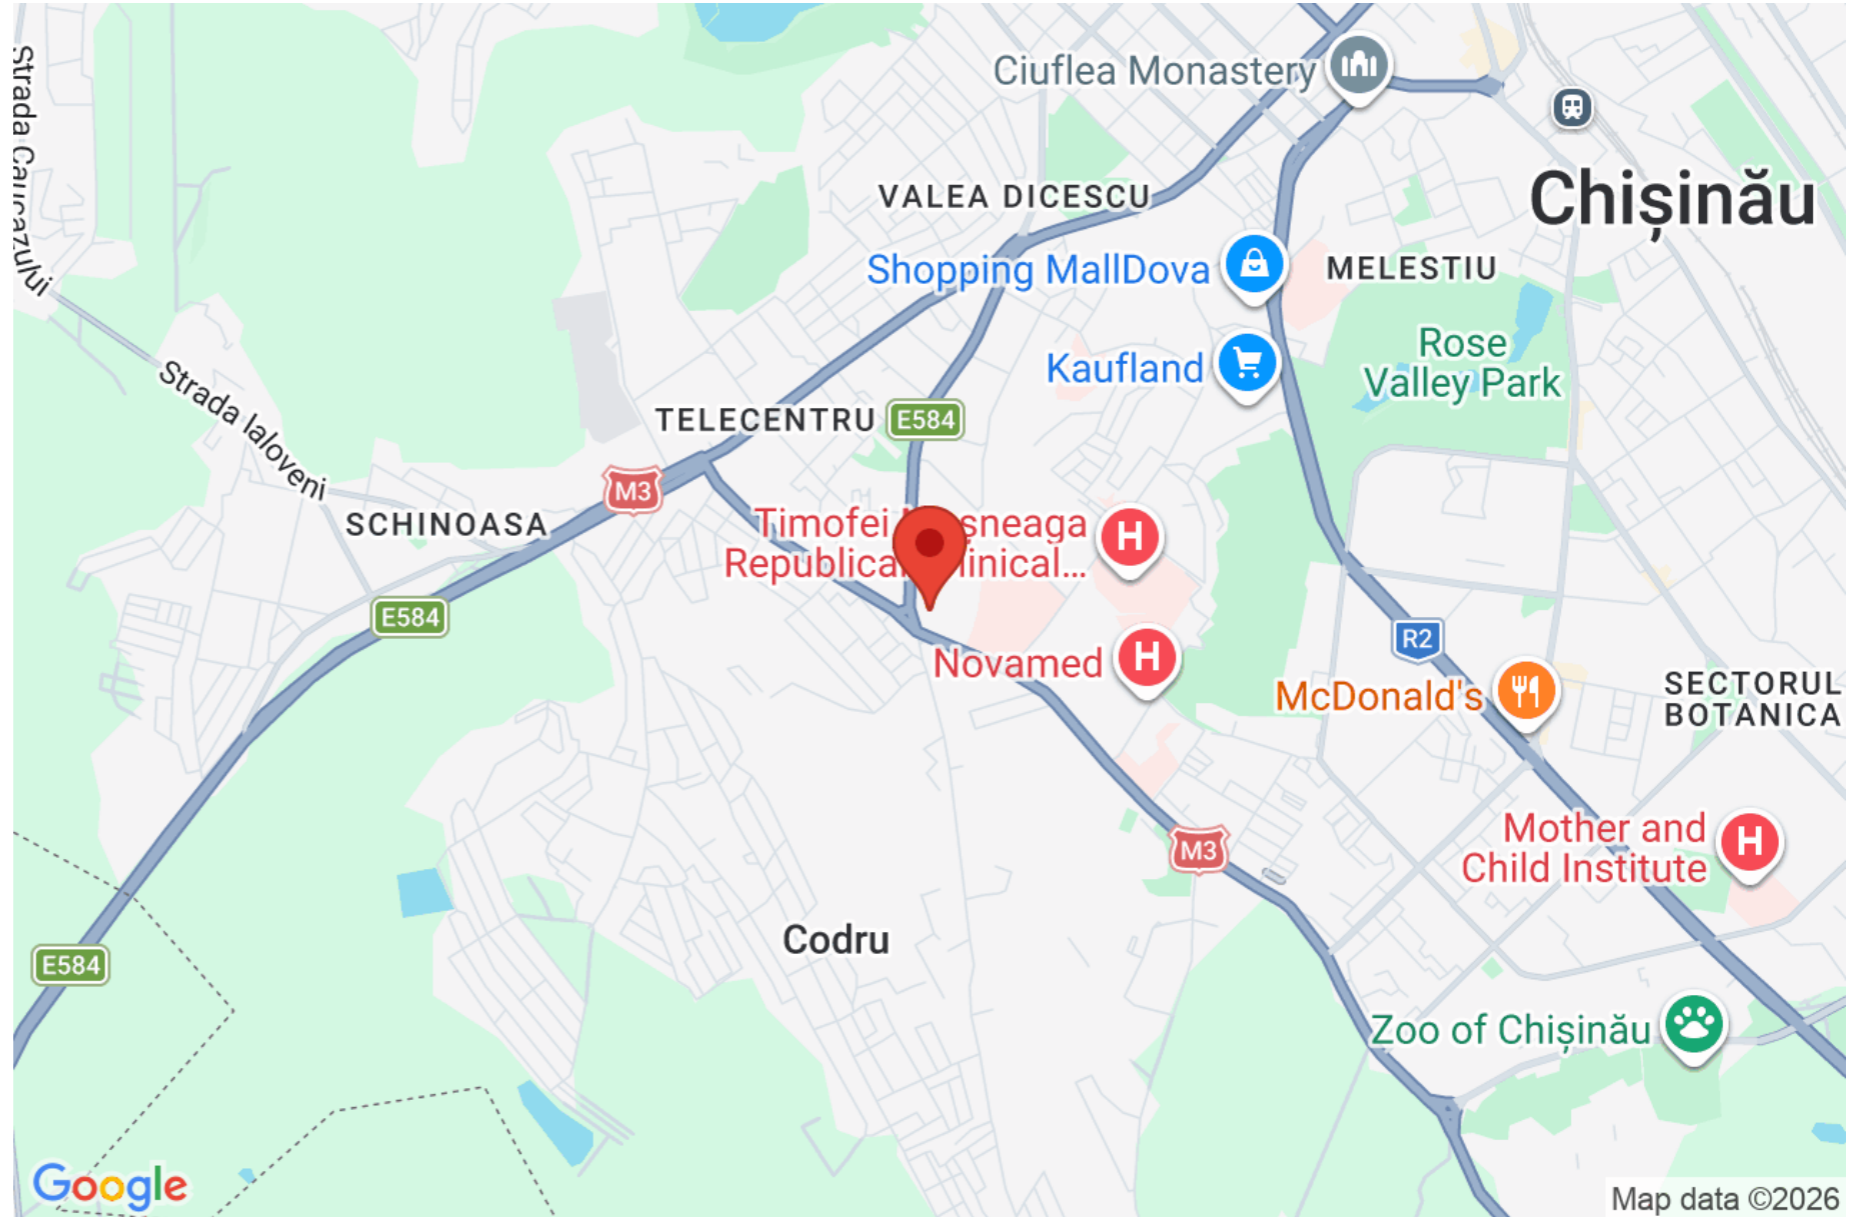 Ciuflea Monastery
Strada Caucazului
Chișinău
VALEA DICESCU
Shopping MallDova
MELESTIU
Rose
Valley Park
Kaufland
Strada Ialoveni
TELECENTRU
E584
M3
SCHINOASA
Timofei
Republica
inical...
E584
R2
Novamed
McDonald's
SECTORUL
BOTANICA
Mother and
Child Institute
M3
Codru
E584
Zoo of Chișinău
Google
Map data ©2026